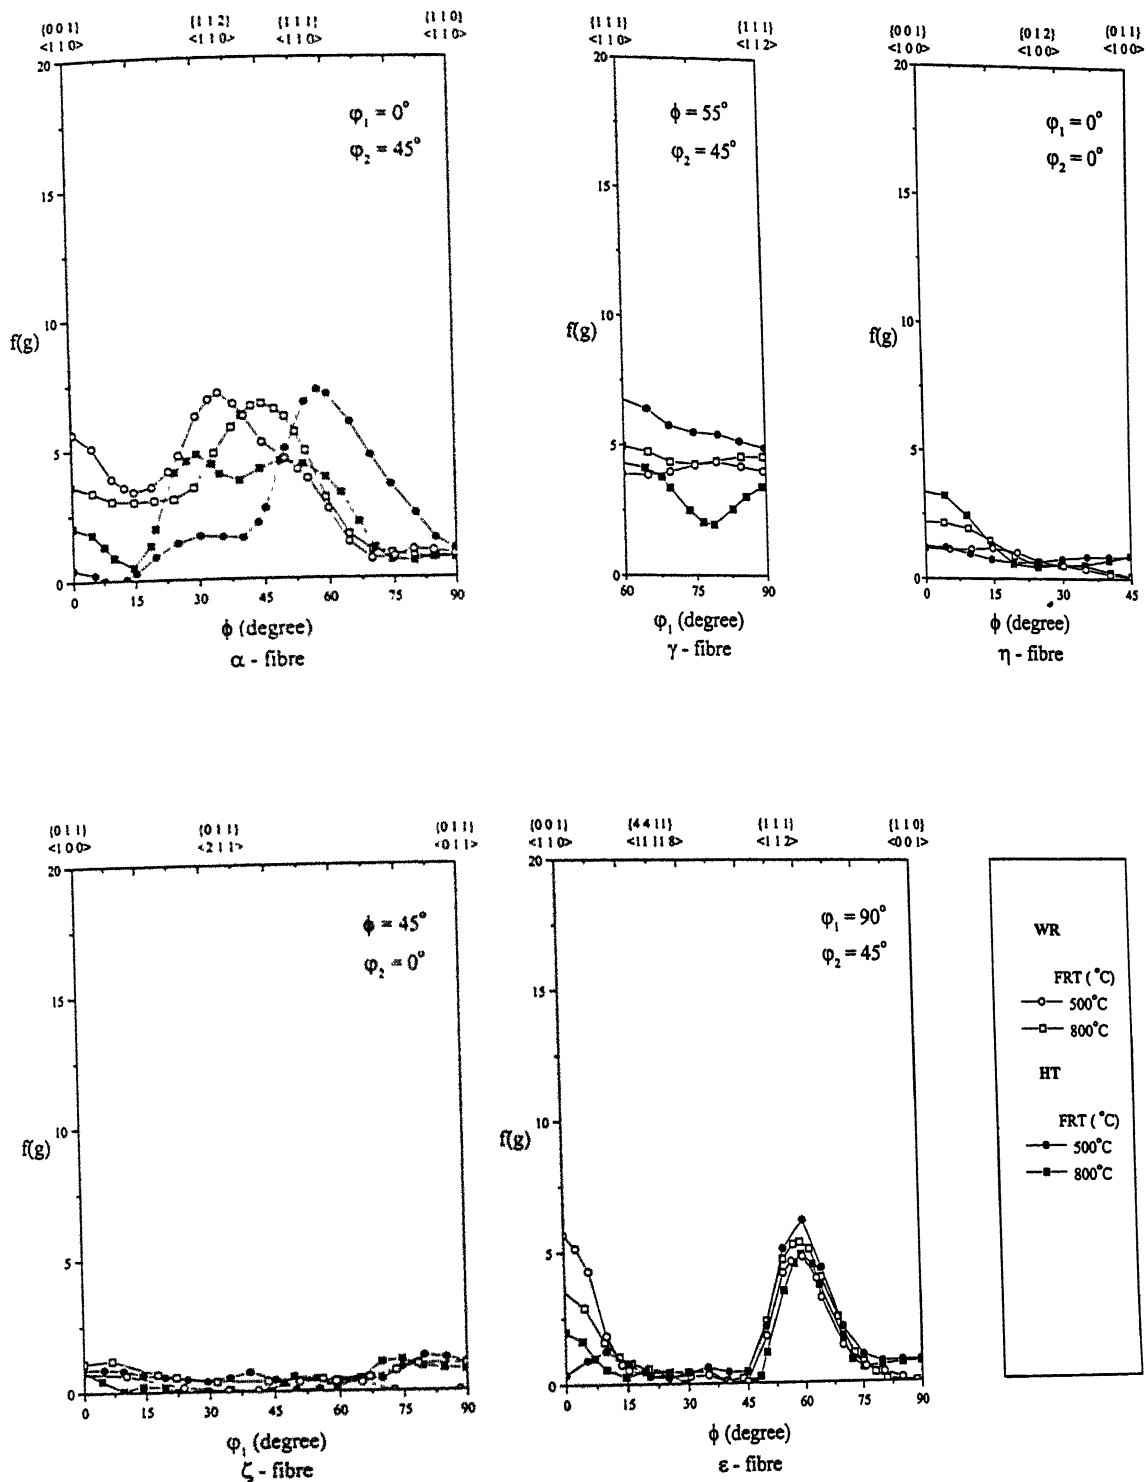 {0 0 1} {1 1 2} {1 1 1} {1 1 0}
<1 1 0> <1 1 0> <1 1 0> <1 1 0>
20
15
10
5
0
f(g)
φ₁ = 0°
φ₂ = 45°
0 15 30 45 60 75 90
ϕ (degree)
α - fibre
{1 1 1} {1 1 1}
<1 1 0> <1 1 2>
20
15
10
5
0
f(g)
ϕ = 55°
φ₂ = 45°
60 90
φ₁ (degree)
γ - fibre
{0 0 1} {0 1 2} {0 1 1}
<1 0 0> <1 0 0> <1 0 0>
20
15
10
5
0
f(g)
φ₁ = 0°
φ₂ = 0°
0 15 30 45
ϕ (degree)
η - fibre
{0 1 1} {0 1 1} {0 1 1}
<1 0 0> <2 1 1> <0 1 1>
20
15
10
5
0
f(g)
ϕ = 45°
φ₂ = 0°
0 15 30 45 60 75 90
φ₁ (degree)
ζ - fibre
{0 0 1} {4 4 11} {1 1 1} {1 1 0}
<1 1 0> <11 11 8> <1 1 2> <0 0 1>
20
15
10
5
0
f(g)
φ₁ = 90°
φ₂ = 45°
0 15 30 45 60 75 90
ϕ (degree)
ε - fibre
WR
FRT (°C)
500°C
800°C
HT
FRT (°C)
500°C
800°C